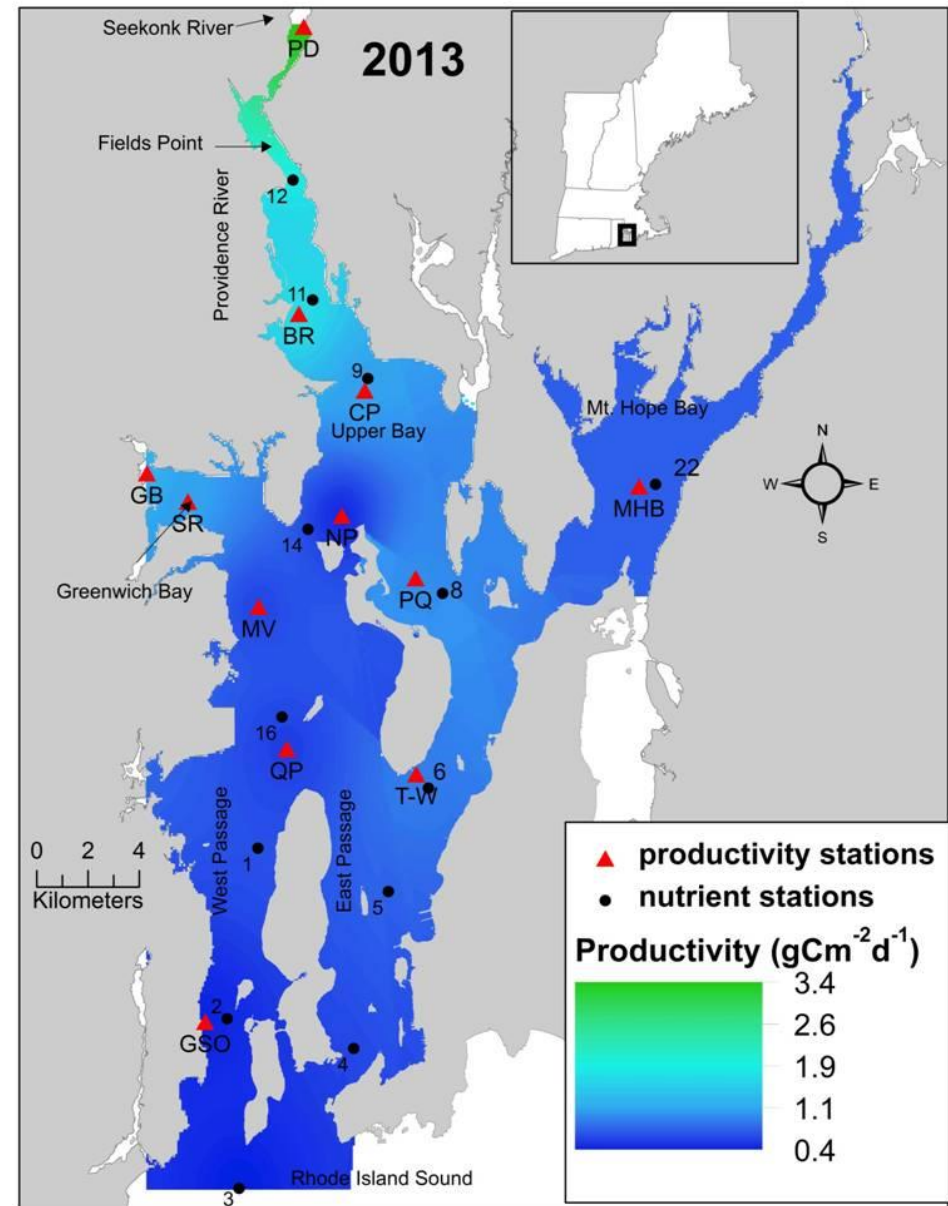 Seekonk River
PD
2013
Fields Point
12
Providence River
11
BR
9
CP
Upper Bay
Mt. Hope Bay
22
MHB
N
W
E
S
GB
SR
NP
14
PQ
8
Greenwich Bay
MV
16
QP
T-W
6
0 2 4
Kilometers
West Passage
1
East Passage
5
2
GSO
4
Rhode Island Sound
3
productivity stations
nutrient stations
Productivity (gCm⁻²d⁻¹)
3.4
2.6
1.9
1.1
0.4